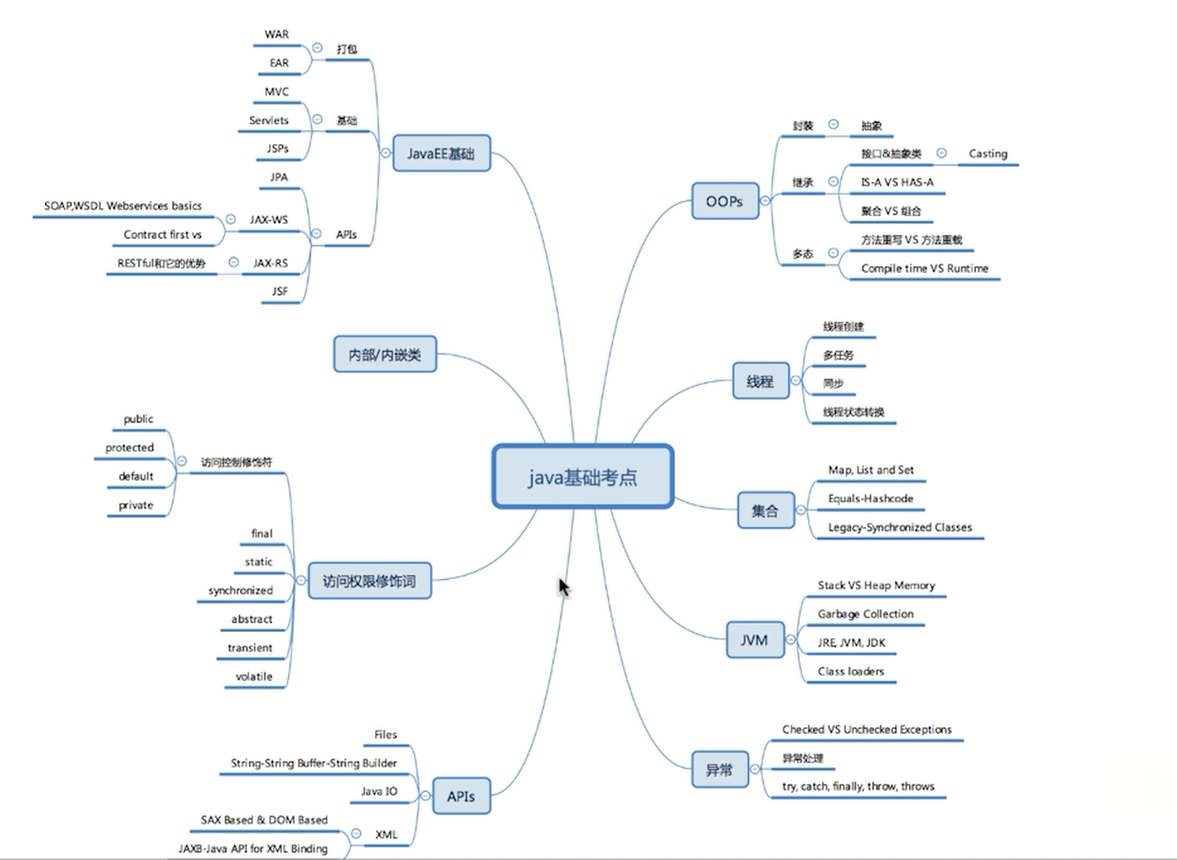 java基础考点
JavaEE基础
打包
WAR
EAR
基础
MVC
Servlets
JSPs
APIs
JPA
JAX-WS
SOAP,WSDL Webservices basics
Contract first vs
JAX-RS
RESTful和它的优势
JSF
内部/内嵌类
访问权限修饰词
访问控制修饰符
public
protected
default
private
final
static
synchronized
abstract
transient
volatile
APIs
Files
String-String Buffer-String Builder
Java IO
XML
SAX Based & DOM Based
JAXB-Java API for XML Binding
OOPs
封装
抽象
继承
接口&抽象类
Casting
IS-A VS HAS-A
聚合 VS 组合
多态
方法重写 VS 方法重载
Compile time VS Runtime
线程
线程创建
多任务
同步
线程状态转换
集合
Map, List and Set
Equals-Hashcode
Legacy-Synchronized Classes
JVM
Stack VS Heap Memory
Garbage Collection
JRE, JVM, JDK
Class loaders
异常
Checked VS Unchecked Exceptions
异常处理
try, catch, finally, throw, throws